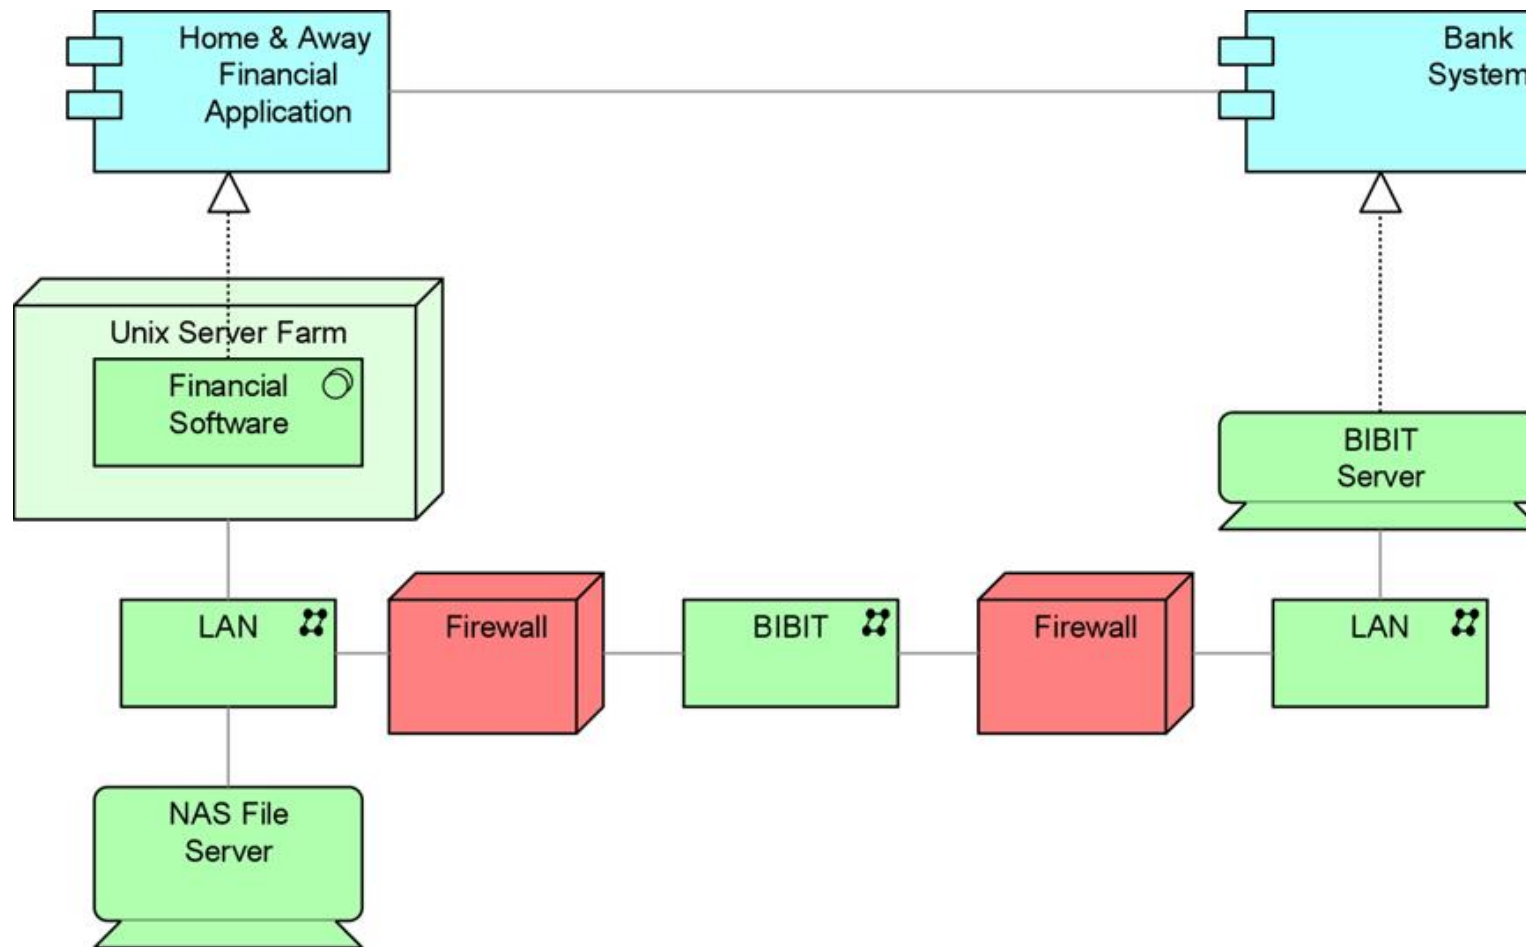 Home & Away
Financial
Application
Bank
System
Unix Server Farm
Financial
Software
BIBIT
Server
LAN
Firewall
BIBIT
Firewall
LAN
NAS File
Server